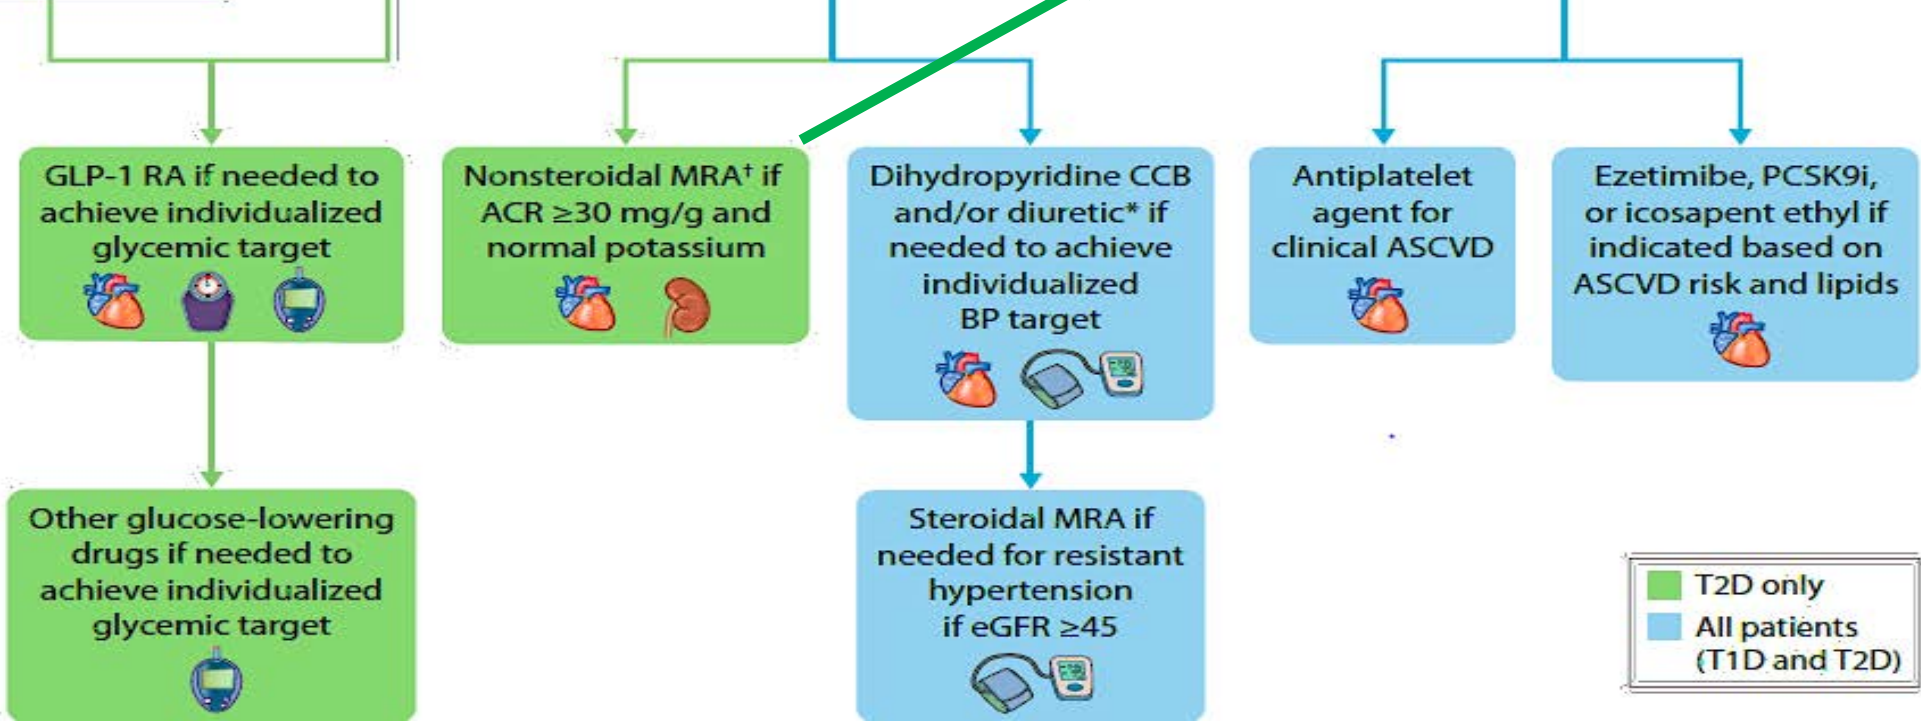 GLP-1 RA if needed to
achieve individualized
glycemic target
Nonsteroidal MRA† if
ACR ≥30 mg/g and
normal potassium
Dihydropyridine CCB
and/or diuretic* if
needed to achieve
individualized
BP target
Antiplatelet
agent for
clinical ASCVD
Ezetimibe, PCSK9i,
or icosapent ethyl if
indicated based on
ASCVD risk and lipids
Other glucose-lowering
drugs if needed to
achieve individualized
glycemic target
Steroidal MRA if
needed for resistant
hypertension
if eGFR ≥45
T2D only
All patients
(T1D and T2D)